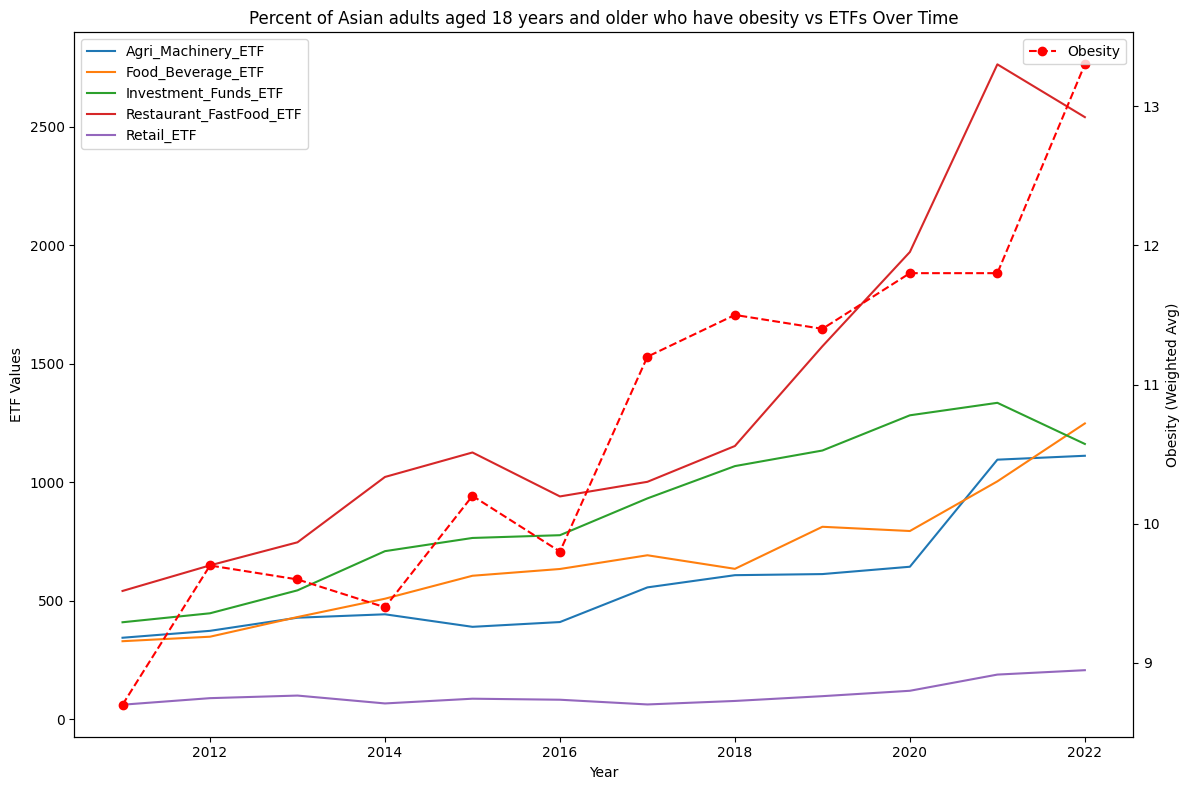 Percent of Asian adults aged 18 years and older who have obesity vs ETFs Over Time
Agri_Machinery_ETF
Food_Beverage_ETF
Investment_Funds_ETF
Restaurant_FastFood_ETF
Retail_ETF
Obesity
ETF Values
2500
2000
1500
1000
500
0
13
12
11
10
9
Obesity (Weighted Avg)
2012
2014
2016
2018
2020
2022
Year